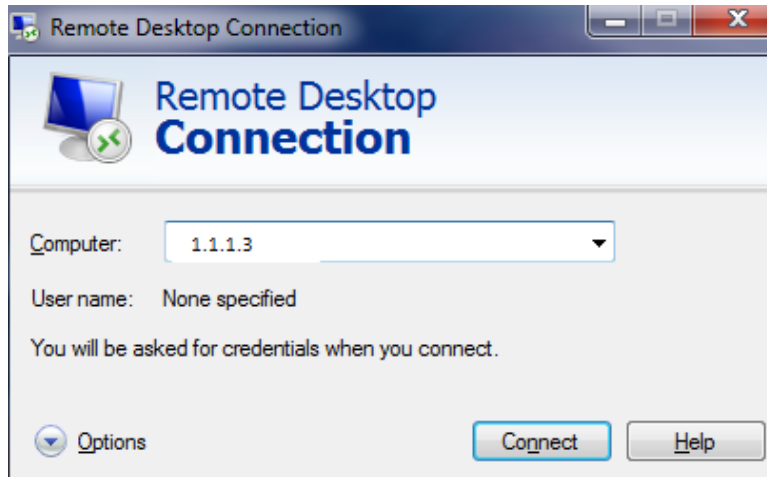 Remote Desktop Connection
Remote Desktop
Connection
Computer: 1.1.1.3
User name: None specified
You will be asked for credentials when you connect.
Options Connect Help